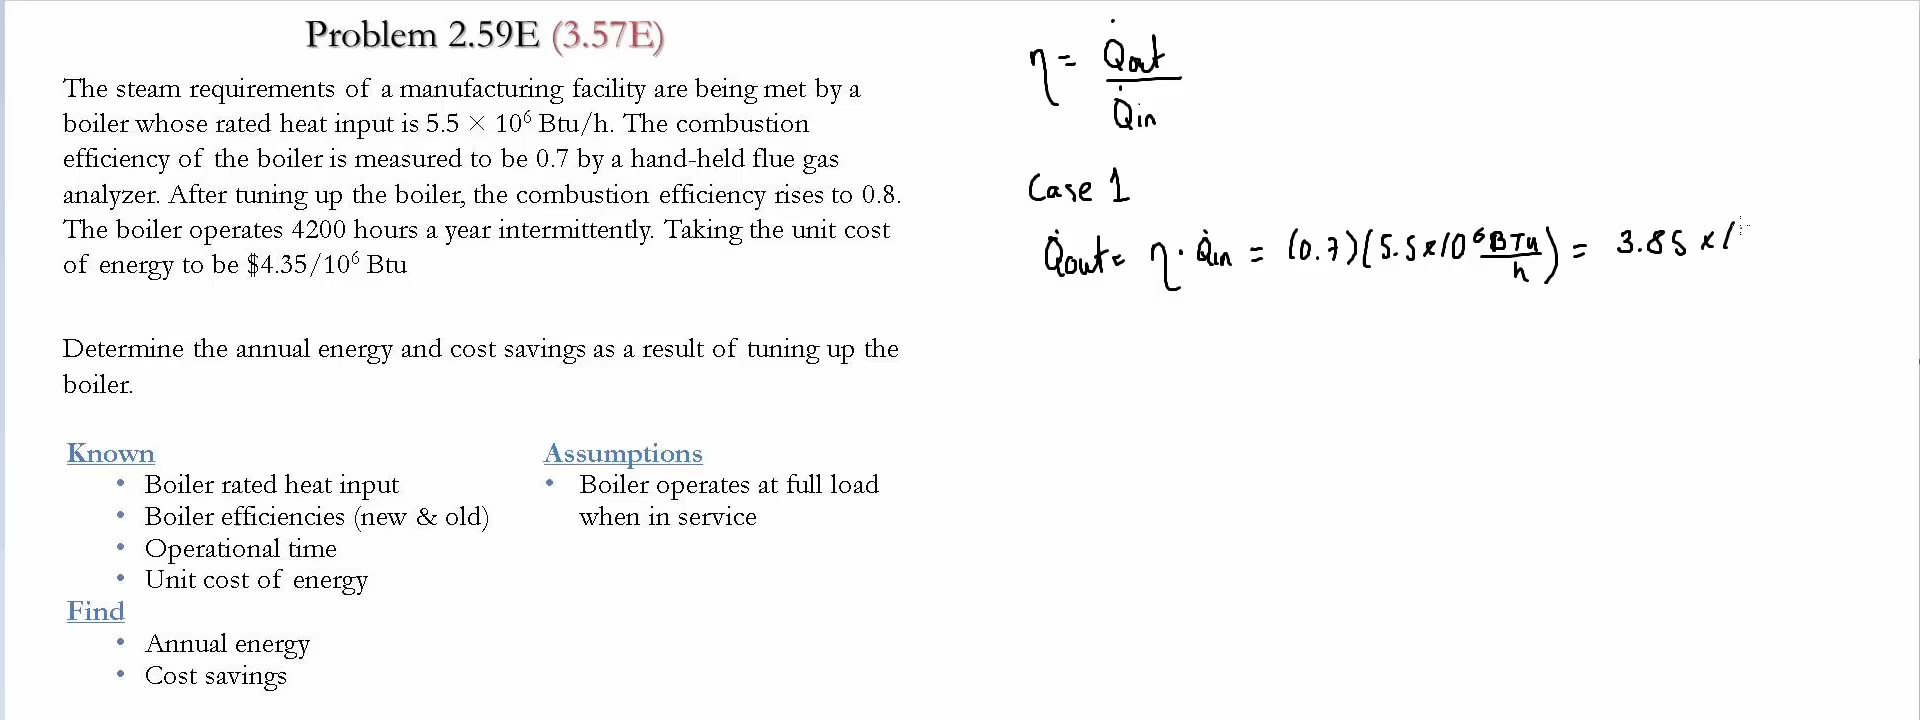 Problem 2.59E (3.57E)
The steam requirements of a manufacturing facility are being met by a
boiler whose rated heat input is 5.5 × 10⁶ Btu/h. The combustion
efficiency of the boiler is measured to be 0.7 by a hand-held flue gas
analyzer. After tuning up the boiler, the combustion efficiency rises to 0.8.
The boiler operates 4200 hours a year intermittently. Taking the unit cost
of energy to be $4.35/10⁶ Btu
Determine the annual energy and cost savings as a result of tuning up the
boiler.
Known
• Boiler rated heat input
• Boiler efficiencies (new & old)
• Operational time
• Unit cost of energy
Find
• Annual energy
• Cost savings
Assumptions
• Boiler operates at full load
when in service
η = Q̇out / Q̇in
Case 1
Q̇out = η · Q̇in = (0.7)(5.5 x 10⁶ BTU/h) = 3.85 x 1